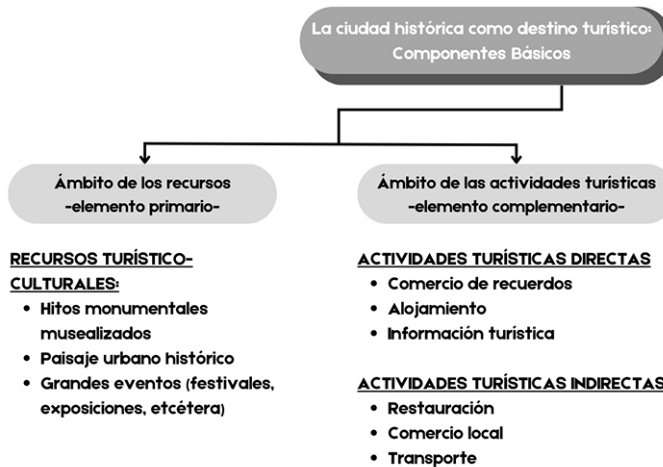 La ciudad histórica como destino turístico:
Componentes Básicos
Ámbito de los recursos
-elemento primario-
Ámbito de las actividades turísticas
-elemento complementario-
RECURSOS TURÍSTICO-
CULTURALES:
• Hitos monumentales
musealizados
• Paisaje urbano histórico
• Grandes eventos (festivales,
exposiciones, etcétera)
ACTIVIDADES TURÍSTICAS DIRECTAS
• Comercio de recuerdos
• Alojamiento
• Información turística
ACTIVIDADES TURÍSTICAS INDIRECTAS
• Restauración
• Comercio local
• Transporte